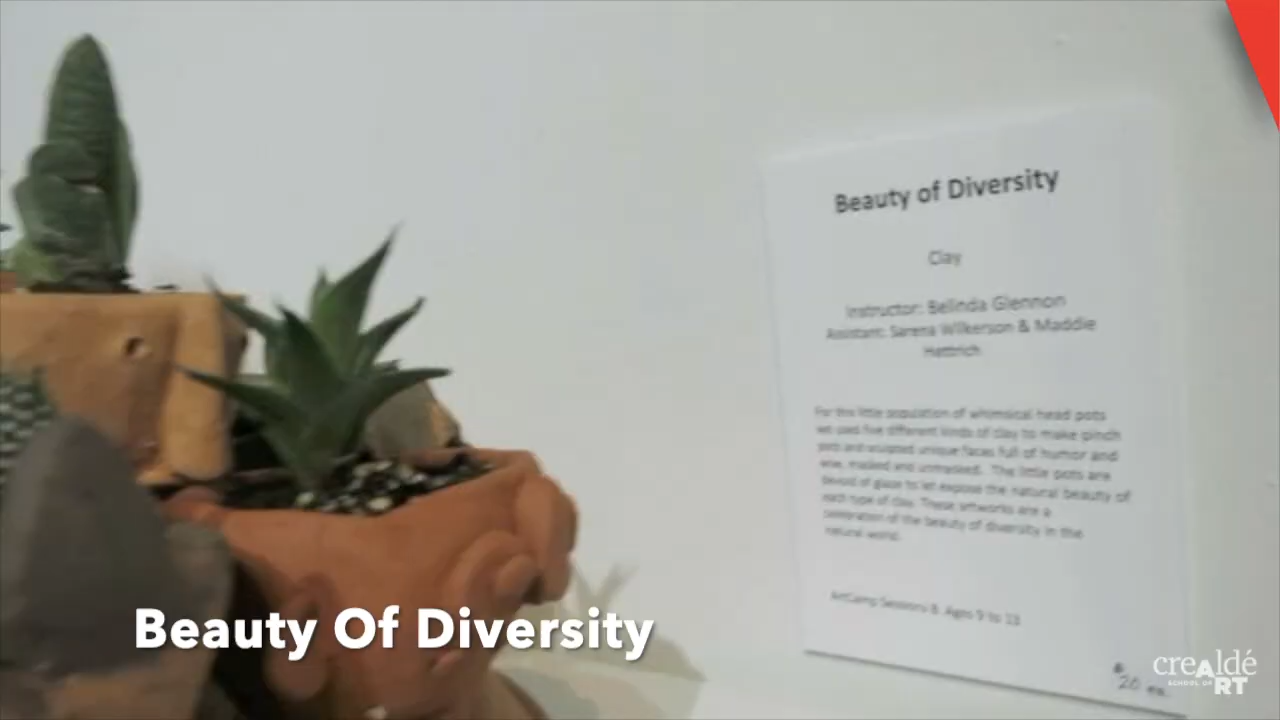 Beauty of Diversity
Clay
Instructor: Belinda Glennon
Assistant: Sarena Wilkerson & Maddie
Hettrich
For this little population of whimsical head pots
we used five different kinds of clay to make pinch
pots and sculpted unique faces full of humor and
wise, masked and unmasked. The little pots are
devoid of glaze to let expose the natural beauty of
each type of clay. These artworks are a
celebration of the beauty of diversity in the
natural world.
ArtCamp Sessions 8 Ages 9 to 13
20 ea.
Beauty Of Diversity
crealdé
SCHOOL OF ART